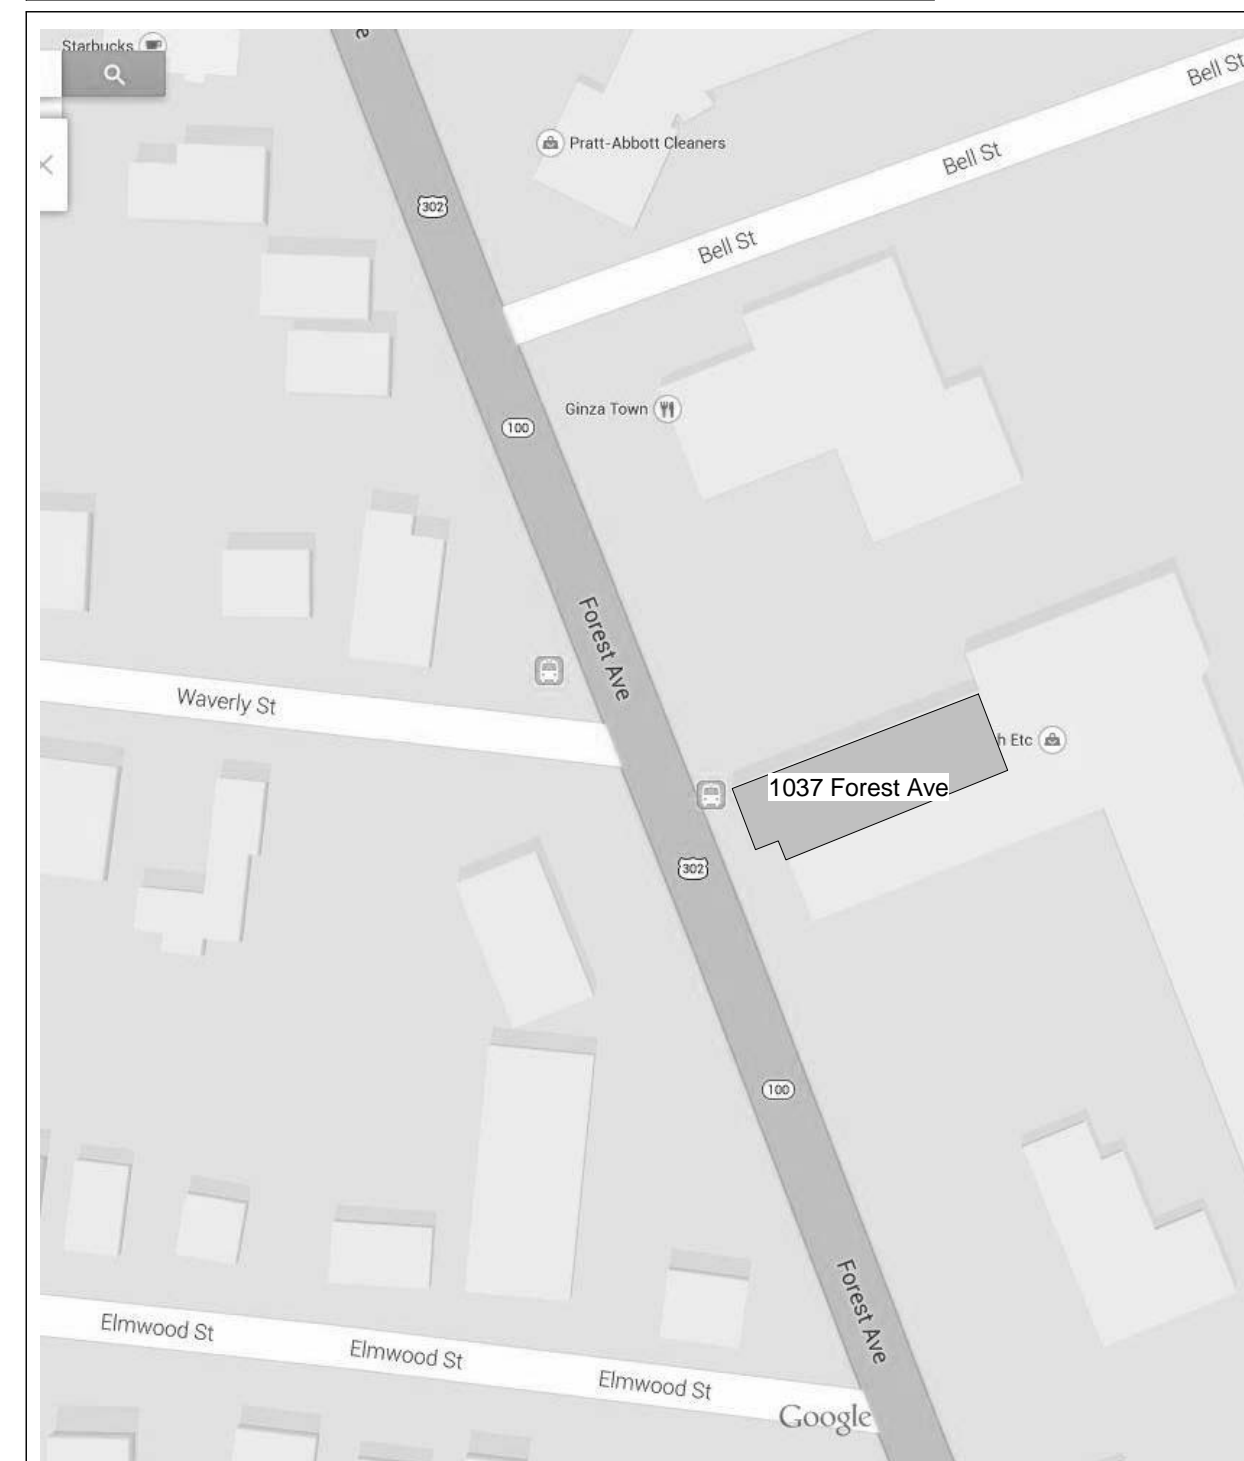 Starbucks
Bell St
Pratt-Abbott Cleaners
Bell St
302
Bell St
Ginza Town
100
Forest Ave
Waverly St
h Etc
1037 Forest Ave
302
100
Forest Ave
Elmwood St
Elmwood St
Elmwood St
Google